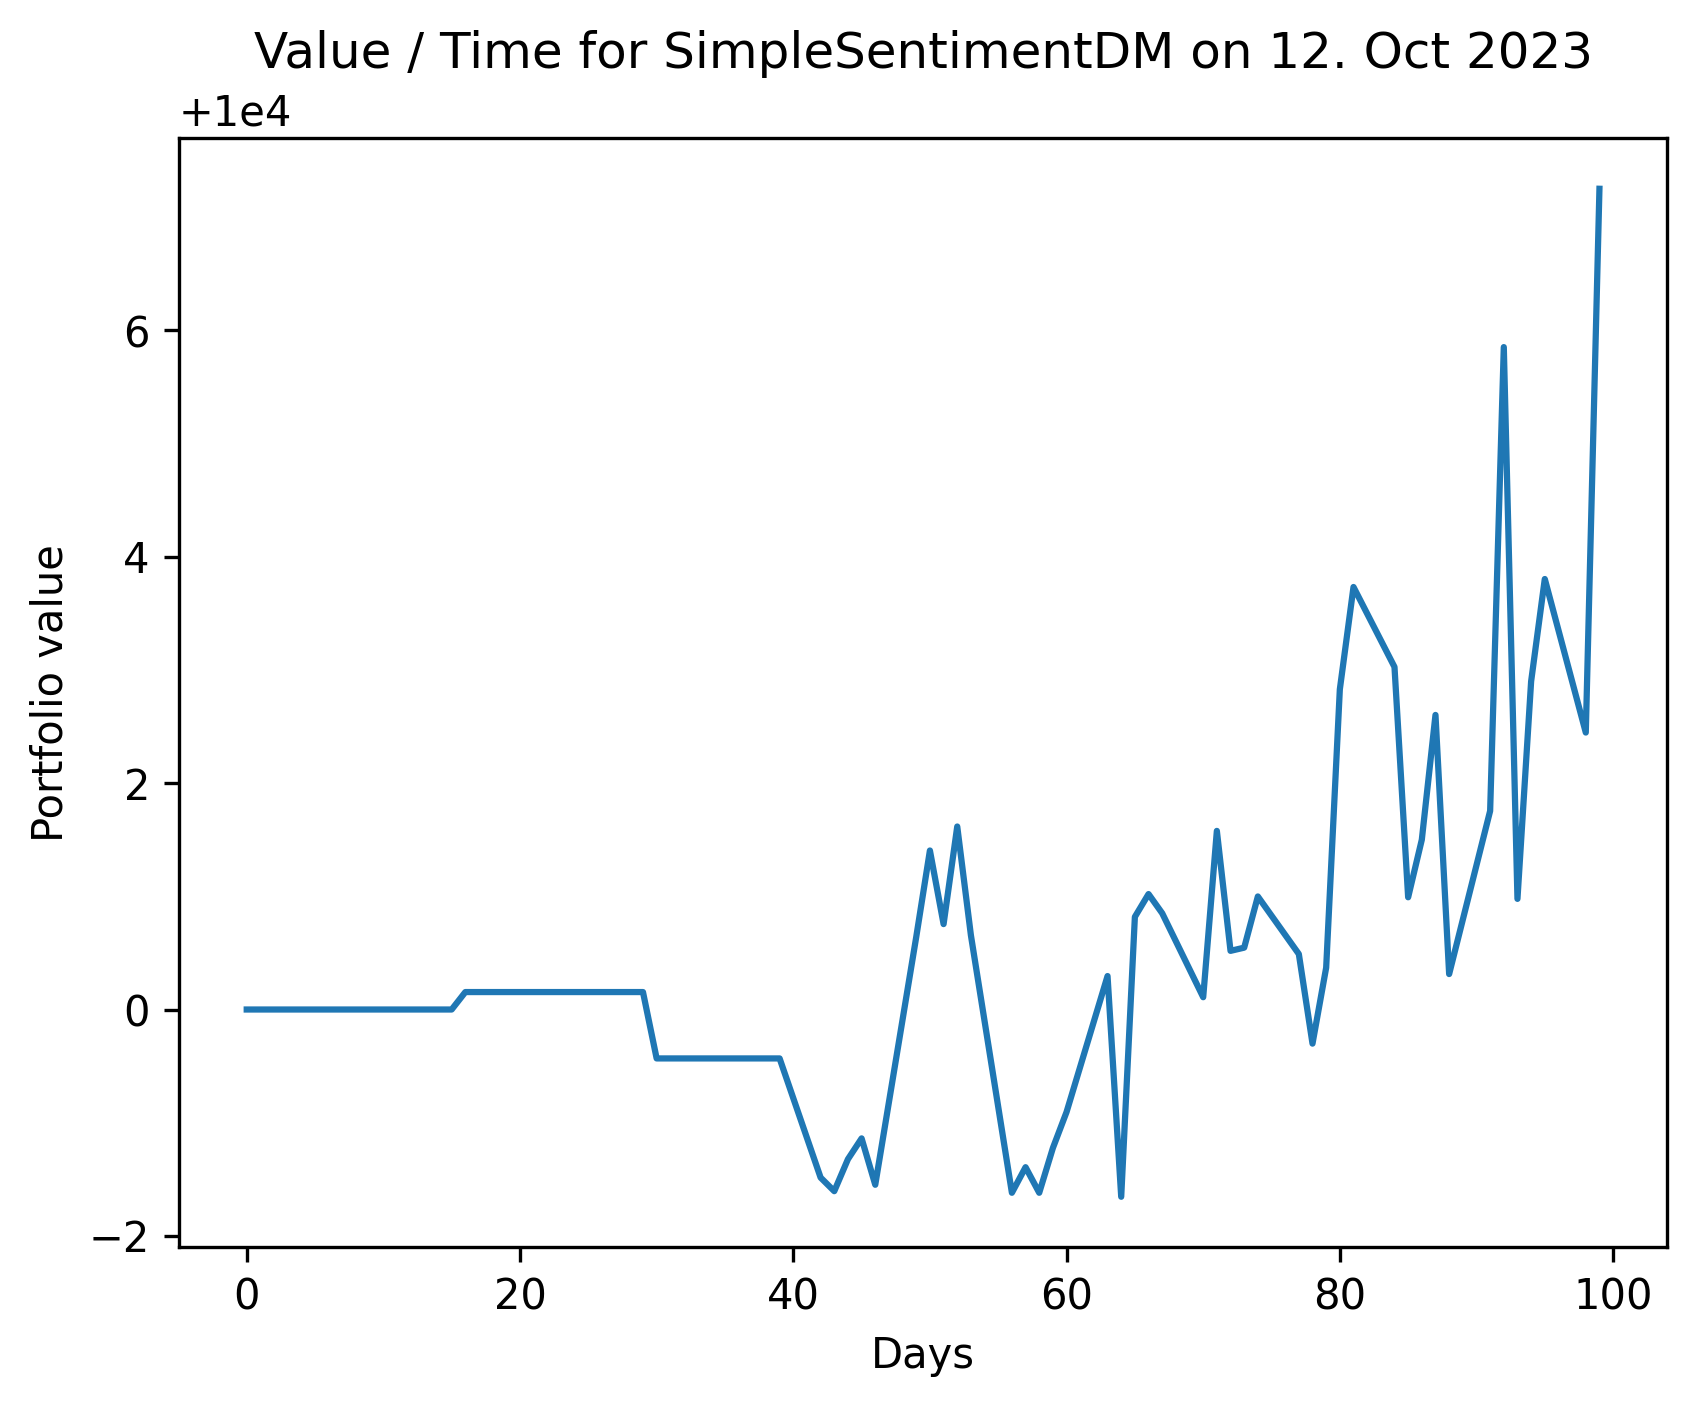 Value / Time for SimpleSentimentDM on 12. Oct 2023
+1e4
6
4
2
0
−2
Portfolio value
0 20 40 60 80 100
Days